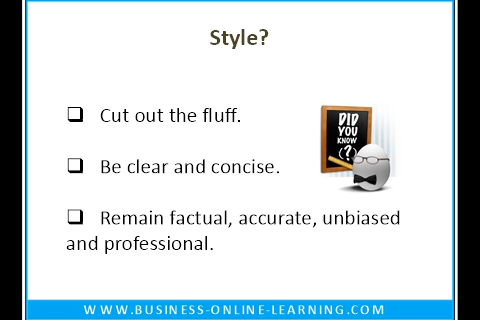 Style?
❑ Cut out the fluff.
DID
YOU
KNOW
(?)
❑ Be clear and concise.
❑ Remain factual, accurate, unbiased
and professional.
WWW.BUSINESS-ONLINE-LEARNING.COM